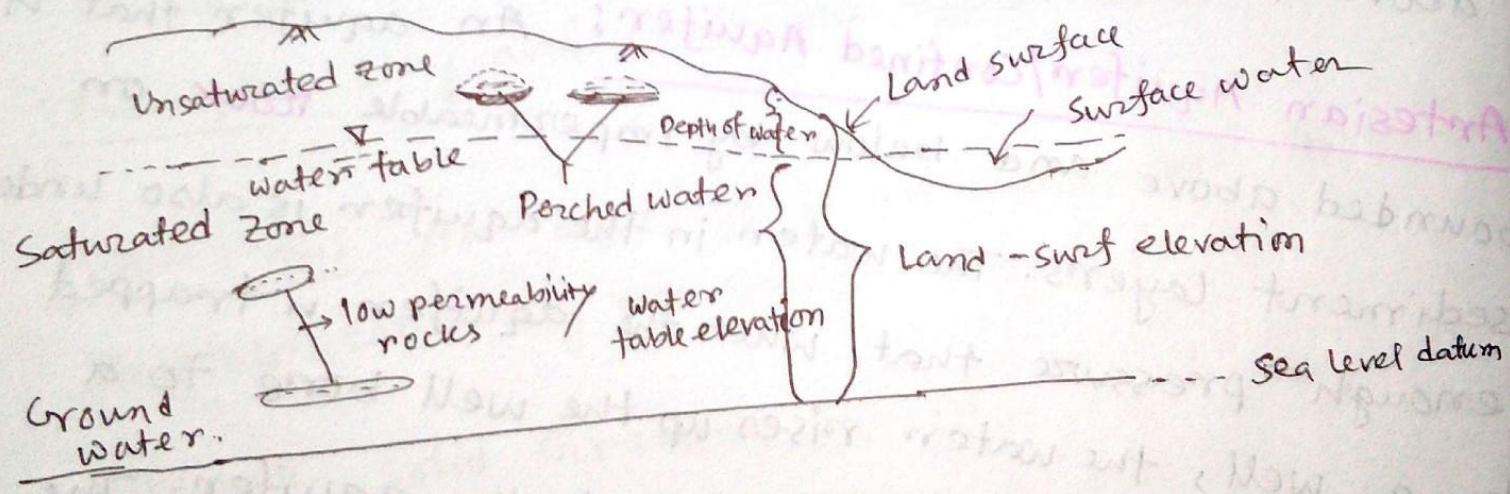 Land surface
Surface water
Unsaturated zone
Depth of water
water table
Perched water
Saturated Zone
Land - surf elevation
low permeability
rocks
water
table elevation
Sea level datum
Ground
water.